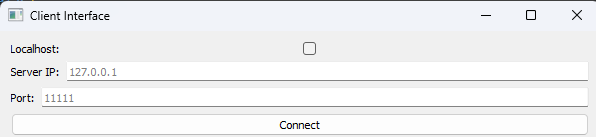 Client Interface
Localhost:
Server IP: 127.0.0.1
Port: 11111
Connect